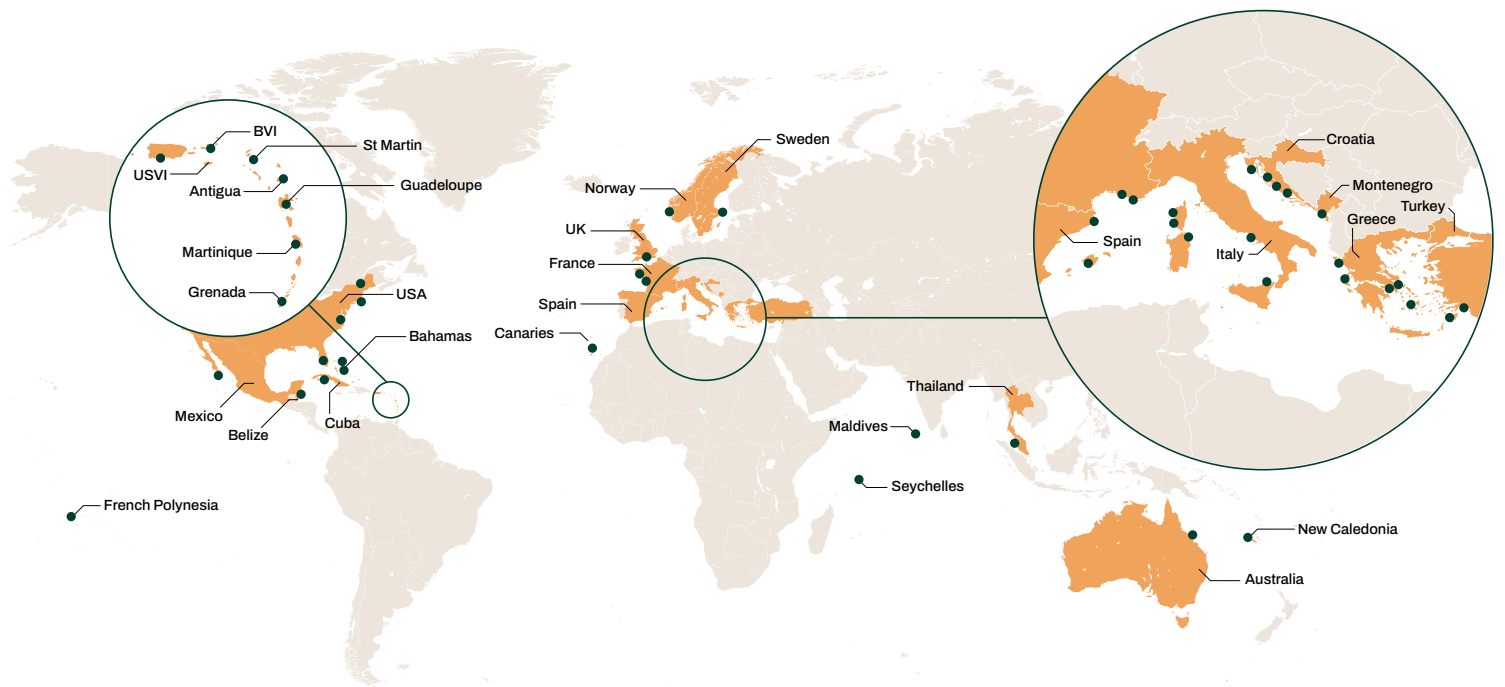 BVI
St Martin
USVI
Antigua
Guadeloupe
Martinique
Grenada
USA
Bahamas
Mexico
Belize
Cuba
French Polynesia
Sweden
Norway
UK
France
Spain
Canaries
Thailand
Maldives
Seychelles
Croatia
Montenegro
Turkey
Greece
Spain
Italy
New Caledonia
Australia